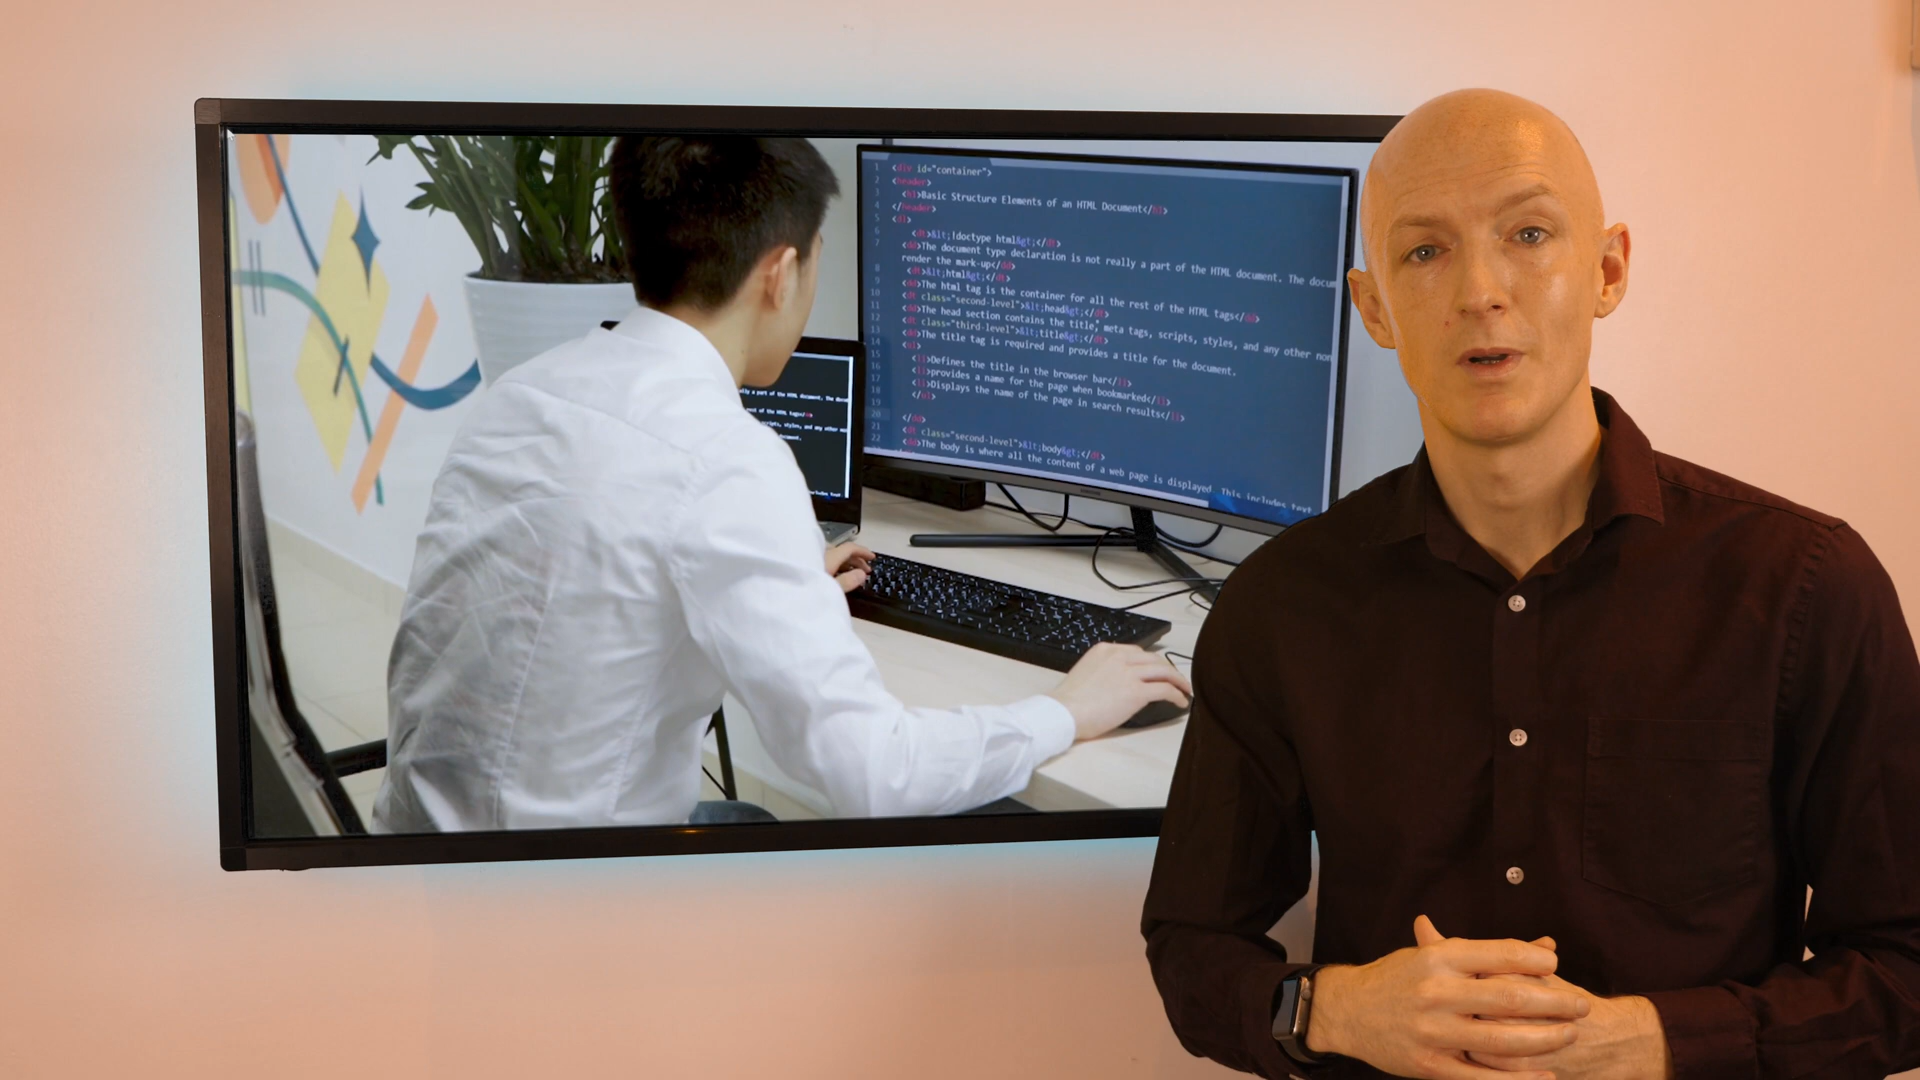 <div id="container">
<header>
<h1>Basic Structure Elements of an HTML Document</h1>
</header>
<dl>
<dt>&lt;!doctype html&gt;</dt>
<dd>The document type declaration is not really a part of the HTML document. The docum
render the mark-up</dd>
<dt>&lt;html&gt;</dt>
<dd>The html tag is the container for all the rest of the HTML tags</dd>
<dt class="second-level">&lt;head&gt;</dt>
<dd>The head section contains the title, meta tags, scripts, styles, and any other non
<dt class="third-level">&lt;title&gt;</dt>
<dd>The title tag is required and provides a title for the document.
<ul>
<li>Defines the title in the browser bar</li>
<li>provides a name for the page when bookmarked</li>
<li>Displays the name of the page in search results</li>
</ul>
</dd>
<dt class="second-level">&lt;body&gt;</dt>
<dd>The body is where all the content of a web page is displayed. This includes text